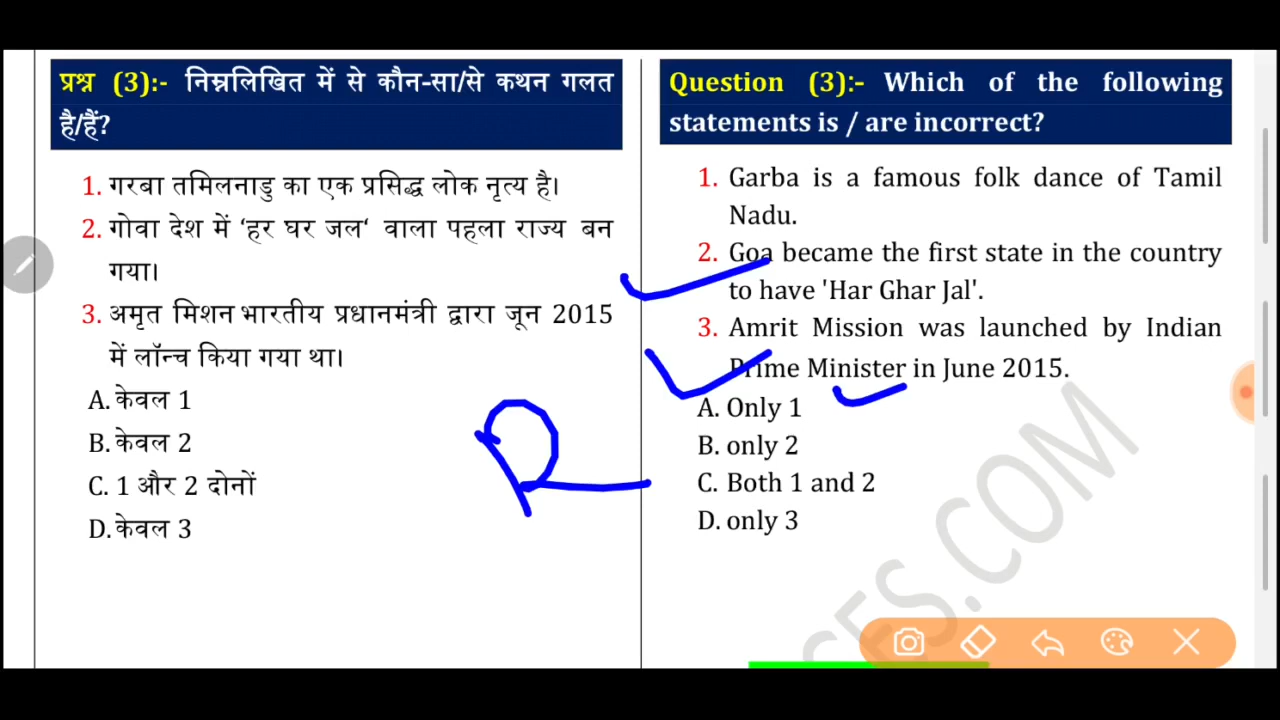 प्रश्न (3):- निम्नलिखित में से कौन-सा/से कथन गलत
है/हैं?
1. गरबा तमिलनाडु का एक प्रसिद्ध लोक नृत्य है।
2. गोवा देश में ‘हर घर जल‘ वाला पहला राज्य बन
गया।
3. अमृत मिशन भारतीय प्रधानमंत्री द्वारा जून 2015
में लॉन्च किया गया था।
A. केवल 1
B. केवल 2
C. 1 और 2 दोनों
D. केवल 3
Question (3):- Which of the following
statements is / are incorrect?
1. Garba is a famous folk dance of Tamil
Nadu.
2. Goa became the first state in the country
to have 'Har Ghar Jal'.
3. Amrit Mission was launched by Indian
Prime Minister in June 2015.
A. Only 1
B. only 2
C. Both 1 and 2
D. only 3